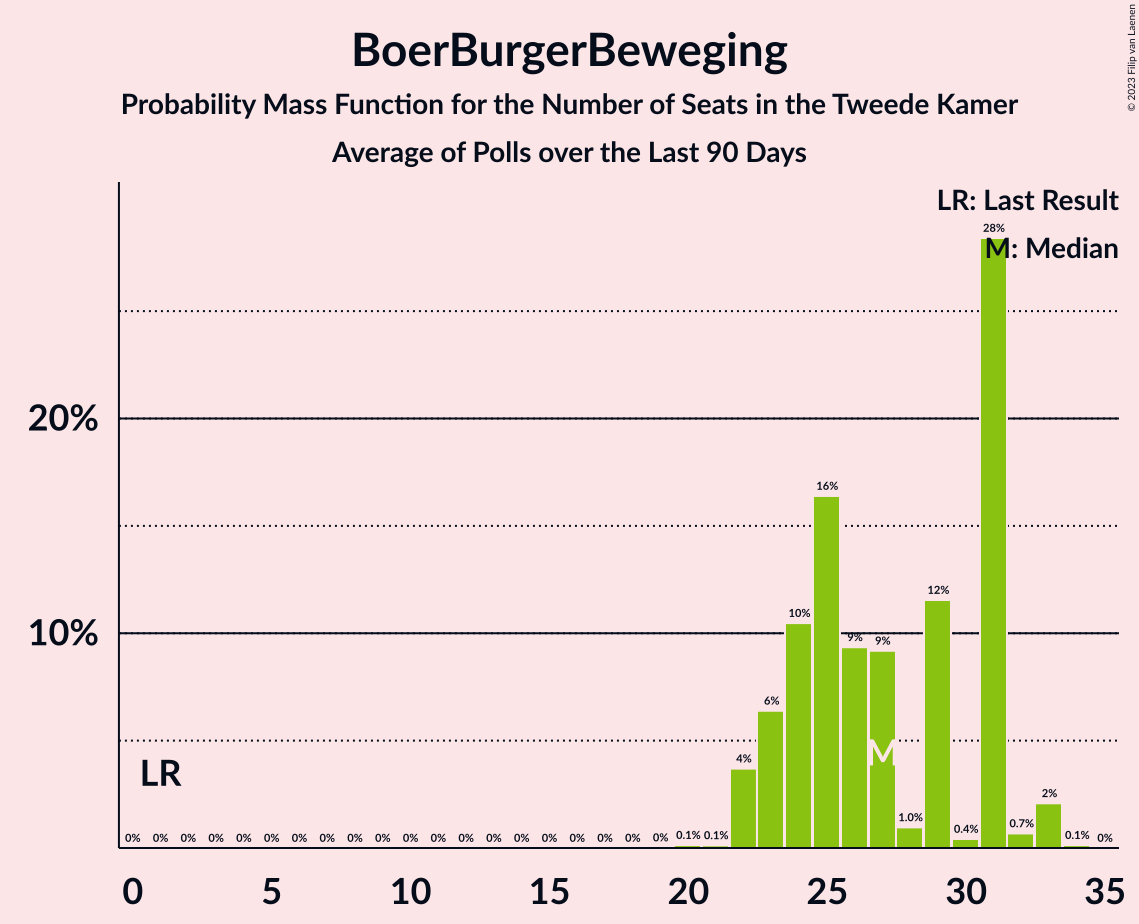 BoerBurgerBeweging
Probability Mass Function for the Number of Seats in the Tweede Kamer
Average of Polls over the Last 90 Days
© 2023 Filip van Laenen
LR: Last Result
M: Median
28%
20%
16%
12%
10%
10%
9% 9%
6%
4%
2%
M
LR
0% 0% 0% 0% 0% 0% 0% 0% 0% 0% 0% 0% 0% 0% 0% 0% 0% 0% 0% 0% 0.1% 0.1% 1.0% 0.4% 0.7% 0.1% 0%
0 5 10 15 20 25 30 35